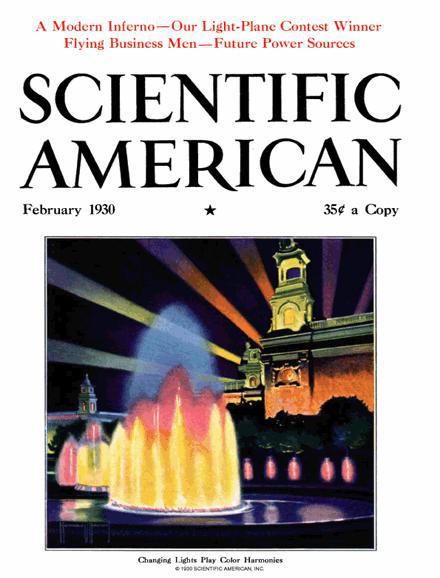 A Modern Inferno—Our Light-Plane Contest Winner
Flying Business Men—Future Power Sources
SCIENTIFIC
AMERICAN
February 1930 ★ 35¢ a Copy
Changing Lights Play Color Harmonies
© 1930 SCIENTIFIC AMERICAN, INC.